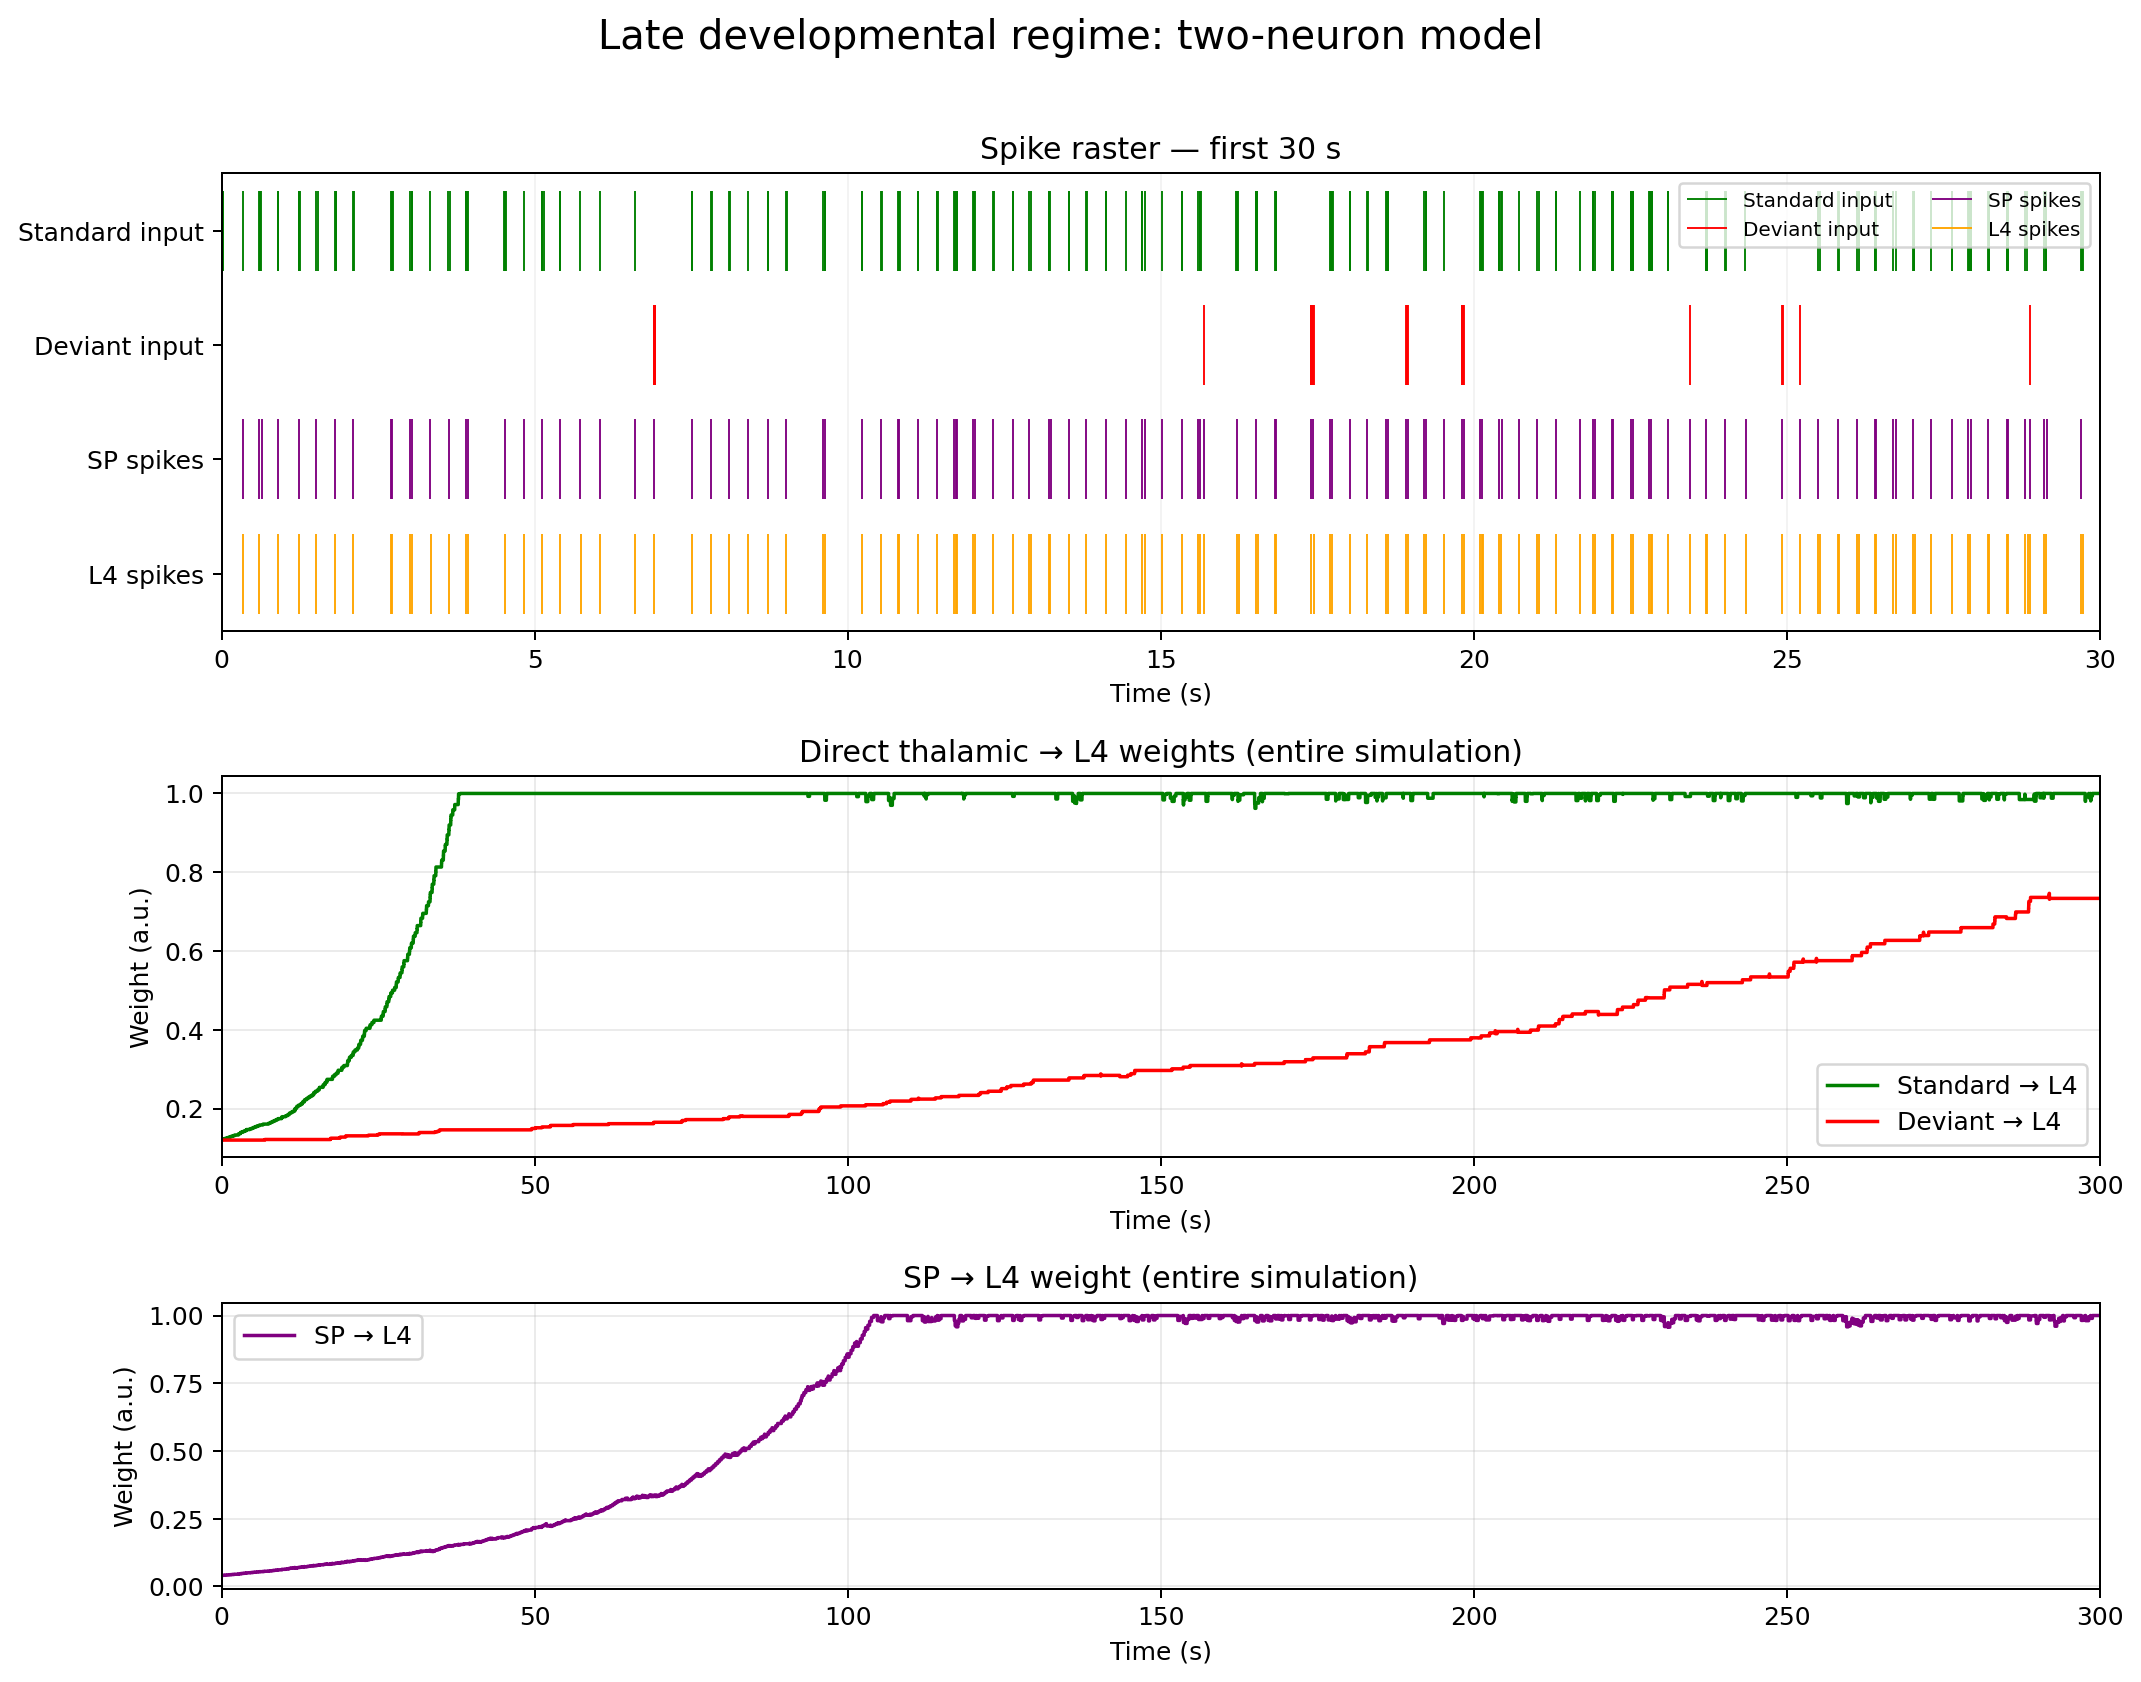 Late developmental regime: two-neuron model
Spike raster — first 30 s
Standard input
Deviant input
SP spikes
L4 spikes
Standard input
Deviant input
SP spikes
L4 spikes
0 5 10 15 20 25 30
Time (s)
Direct thalamic → L4 weights (entire simulation)
Weight (a.u.)
1.0
0.8
0.6
0.4
0.2
Standard → L4
Deviant → L4
0 50 100 150 200 250 300
Time (s)
SP → L4 weight (entire simulation)
Weight (a.u.)
1.00
0.75
0.50
0.25
0.00
SP → L4
0 50 100 150 200 250 300
Time (s)